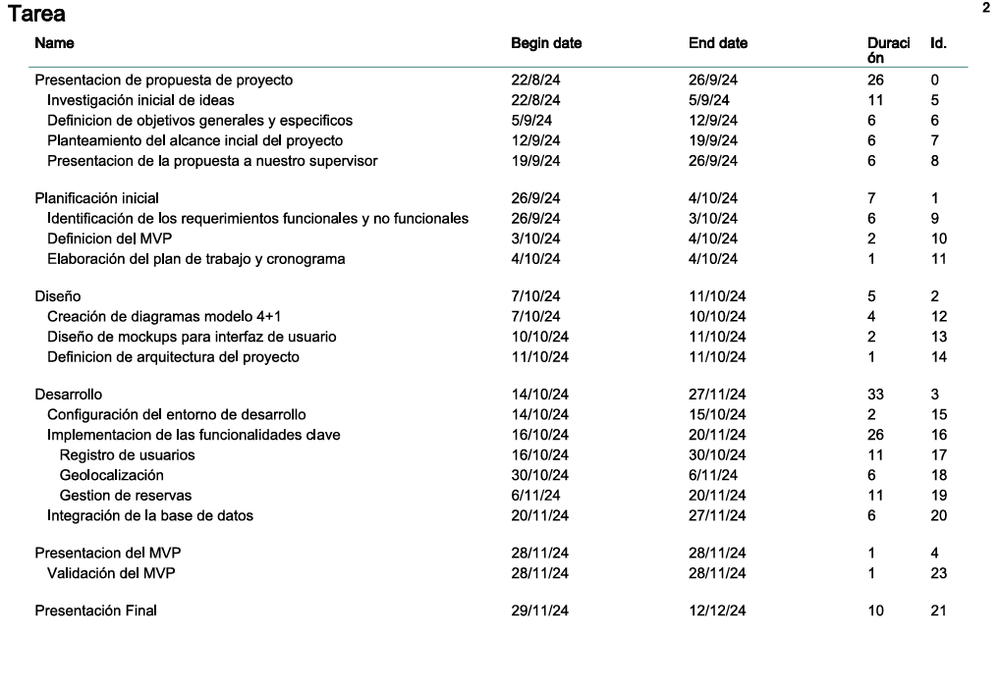 Tarea 2
Name Begin date End date Duraci Id.
ón
Presentacion de propuesta de proyecto 22/8/24 26/9/24 26 0
Investigación inicial de ideas 22/8/24 5/9/24 11 5
Definicion de objetivos generales y especificos 5/9/24 12/9/24 6 6
Planteamiento del alcance incial del proyecto 12/9/24 19/9/24 6 7
Presentacion de la propuesta a nuestro supervisor 19/9/24 26/9/24 6 8
Planificación inicial 26/9/24 4/10/24 7 1
Identificación de los requerimientos funcionales y no funcionales 26/9/24 3/10/24 6 9
Definicion del MVP 3/10/24 4/10/24 2 10
Elaboración del plan de trabajo y cronograma 4/10/24 4/10/24 1 11
Diseño 7/10/24 11/10/24 5 2
Creación de diagramas modelo 4+1 7/10/24 10/10/24 4 12
Diseño de mockups para interfaz de usuario 10/10/24 11/10/24 2 13
Definicion de arquitectura del proyecto 11/10/24 11/10/24 1 14
Desarrollo 14/10/24 27/11/24 33 3
Configuración del entorno de desarrollo 14/10/24 15/10/24 2 15
Implementacion de las funcionalidades clave 16/10/24 20/11/24 26 16
Registro de usuarios 16/10/24 30/10/24 11 17
Geolocalización 30/10/24 6/11/24 6 18
Gestion de reservas 6/11/24 20/11/24 11 19
Integración de la base de datos 20/11/24 27/11/24 6 20
Presentacion del MVP 28/11/24 28/11/24 1 4
Validación del MVP 28/11/24 28/11/24 1 23
Presentación Final 29/11/24 12/12/24 10 21